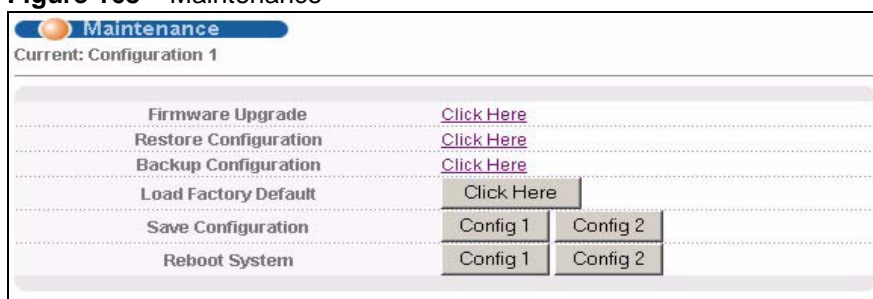 Figure Maintenance
Maintenance
Current: Configuration 1
Firmware Upgrade Click Here
Restore Configuration Click Here
Backup Configuration Click Here
Load Factory Default Click Here
Save Configuration Config 1 Config 2
Reboot System Config 1 Config 2